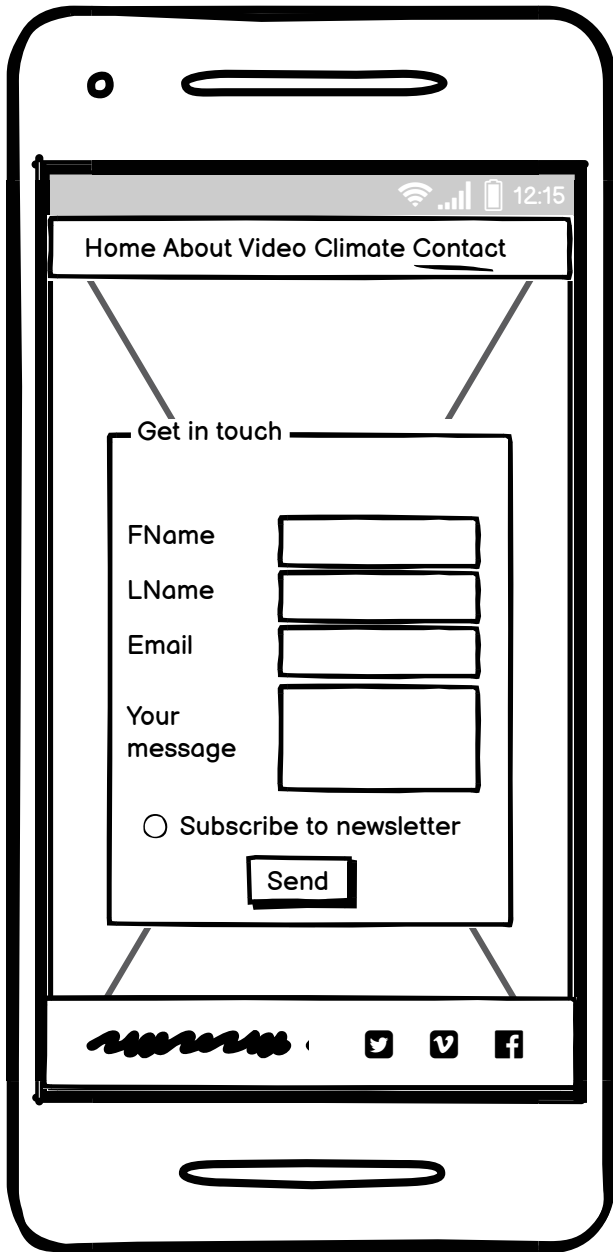 12:15
Home About Video Climate Contact
Get in touch
FName
LName
Email
Your
message
Subscribe to newsletter
Send